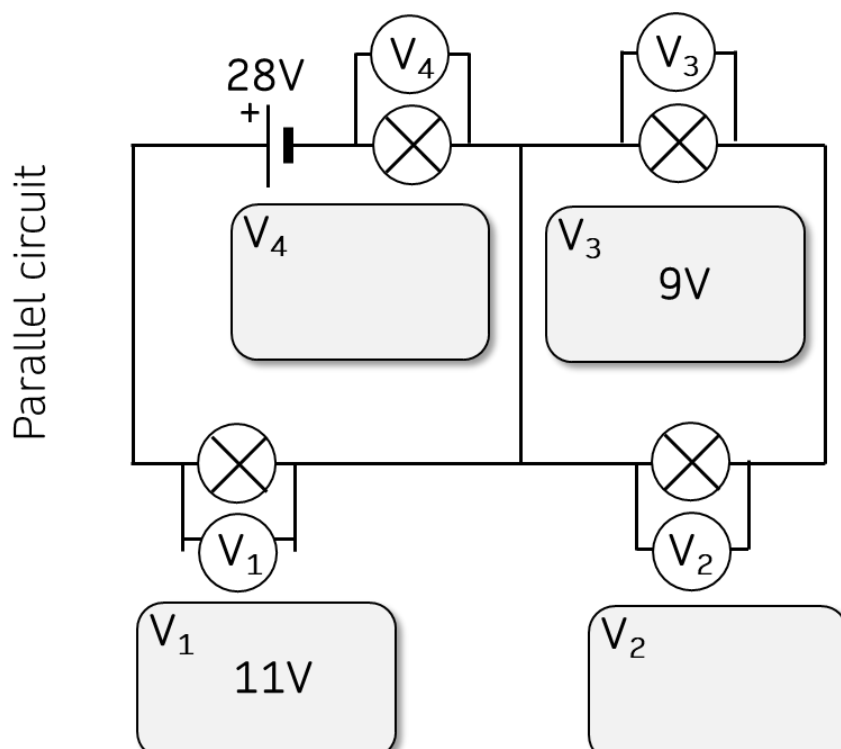 Parallel circuit
28V
+
V₄
V₃
V₄
V₃
9V
V₁
V₂
V₁
11V
V₂